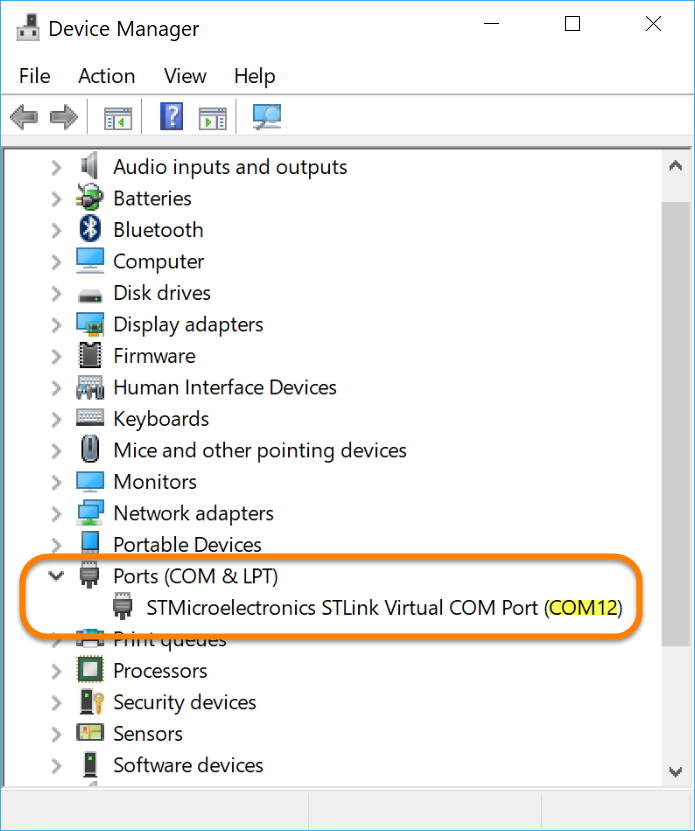 Device Manager
File Action View Help
Audio inputs and outputs
Batteries
Bluetooth
Computer
Disk drives
Display adapters
Firmware
Human Interface Devices
Keyboards
Mice and other pointing devices
Monitors
Network adapters
Portable Devices
Ports (COM & LPT)
STMicroelectronics STLink Virtual COM Port (COM12)
Print queues
Processors
Security devices
Sensors
Software devices